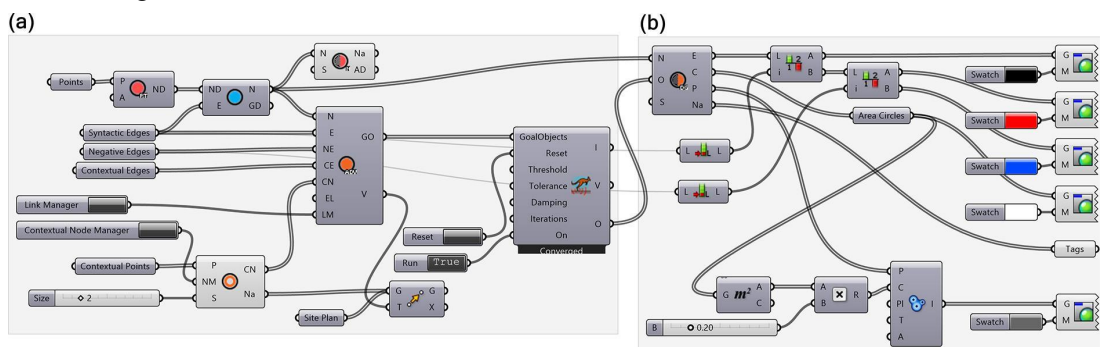 (a)
(b)
Points
P
A
ND
ND
E
N
GD
N
S
Na
AD
Syntactic Edges
Negative Edges
Contextual Edges
N
E
NE
CE
CN
EL
LM
GO
V
Link Manager
Contextual Node Manager
Contextual Points
Size
2
P
NM
S
CN
Na
Site Plan
G
T
G
X
Reset
Run
True
GoalObjects
Reset
Threshold
Tolerance
Damping
Iterations
On
I
V
O
Converged
N
O
S
E
C
P
Na
L
i
A
B
L
i
A
B
L
L
L
L
Area Circles
Swatch
G
M
Swatch
G
M
Swatch
G
M
Swatch
G
M
Tags
G
m²
A
C
A
B
R
B
0.20
P
C
PI
T
A
I
Swatch
G
M